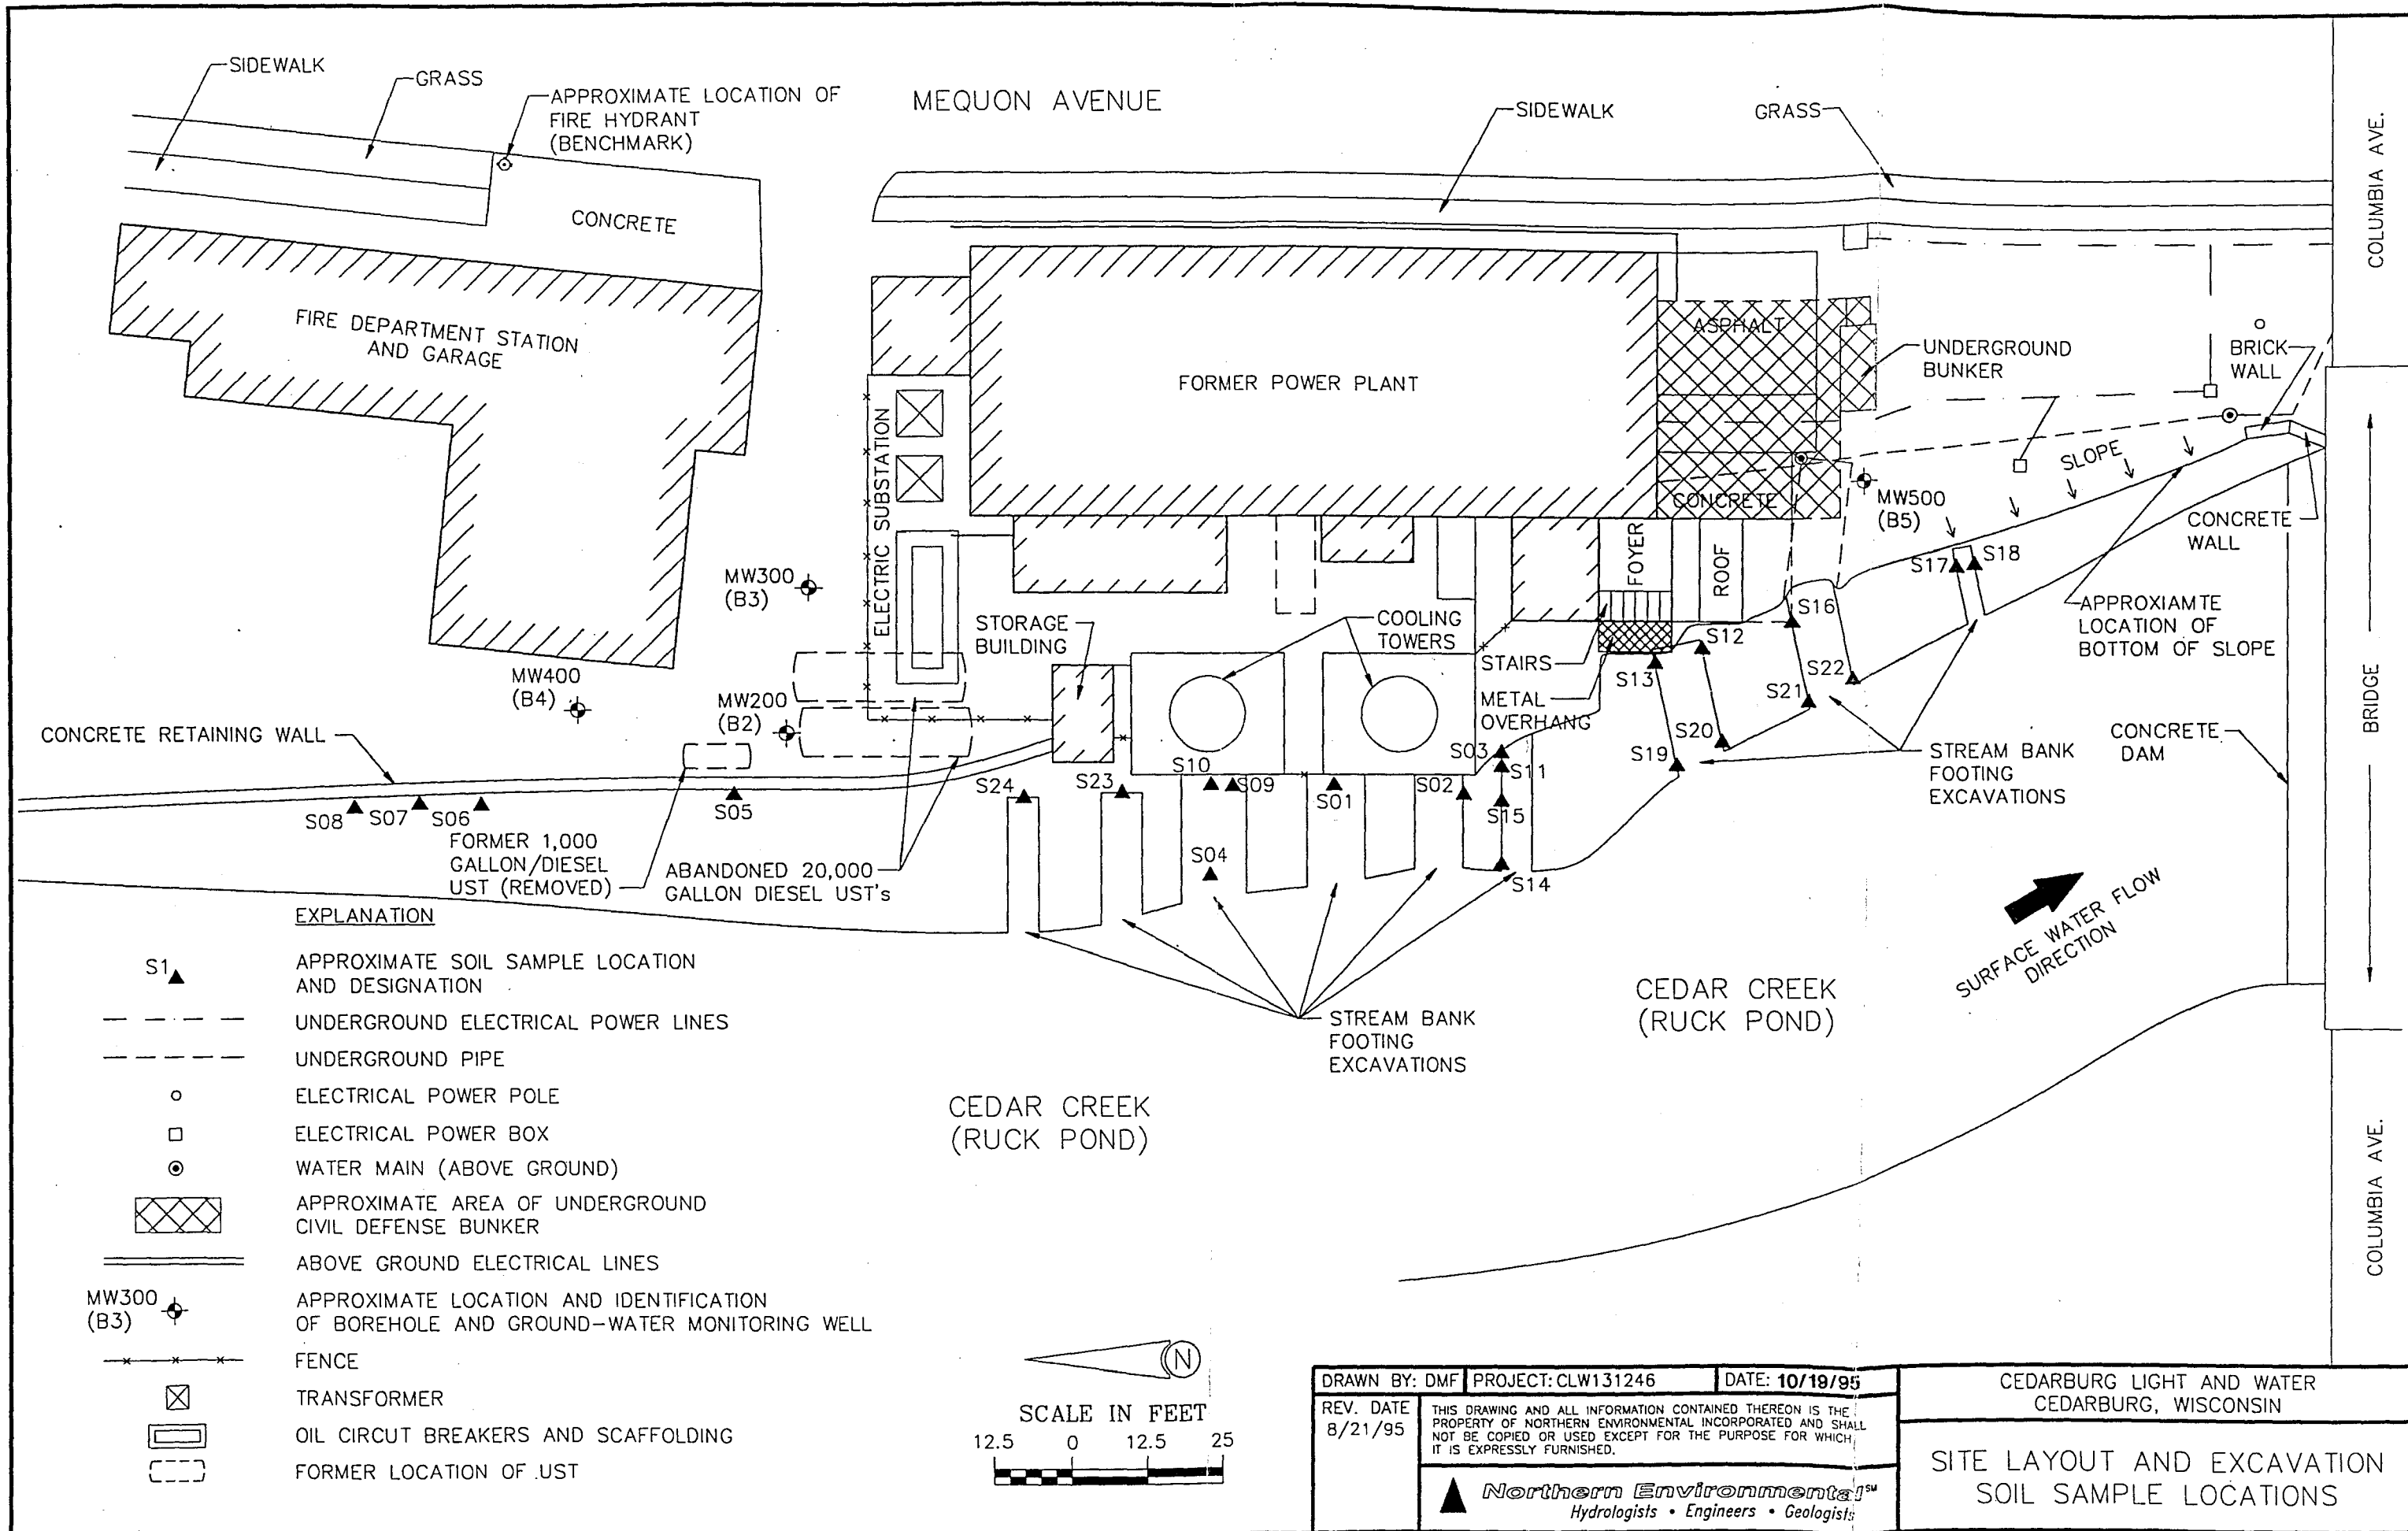 SIDEWALK
GRASS
APPROXIMATE LOCATION OF
FIRE HYDRANT
(BENCHMARK)
MEQUON AVENUE
SIDEWALK
GRASS
COLUMBIA AVE.
CONCRETE
FIRE DEPARTMENT STATION
AND GARAGE
FORMER POWER PLANT
ASPHALT
CONCRETE
UNDERGROUND
BUNKER
BRICK
WALL
SLOPE
MW500
(B5)
CONCRETE
WALL
ELECTRIC SUBSTATION
MW300
(B3)
STORAGE
BUILDING
COOLING
TOWERS
FOYER
ROOF
STAIRS
METAL
OVERHANG
S12
S13
S16
S17
S18
APPROXIAMTE
LOCATION OF
BOTTOM OF SLOPE
BRIDGE
MW400
(B4)
MW200
(B2)
CONCRETE RETAINING WALL
S08
S07
S06
S05
S24
S23
S10
S09
S01
S02
S03
S11
S15
S14
S04
S19
S20
S21
S22
STREAM BANK
FOOTING
EXCAVATIONS
CONCRETE
DAM
FORMER 1,000
GALLON/DIESEL
UST (REMOVED)
ABANDONED 20,000
GALLON DIESEL UST's
STREAM BANK
FOOTING
EXCAVATIONS
SURFACE WATER FLOW
DIRECTION
CEDAR CREEK
(RUCK POND)
CEDAR CREEK
(RUCK POND)
COLUMBIA AVE.
EXPLANATION
S1
APPROXIMATE SOIL SAMPLE LOCATION
AND DESIGNATION
UNDERGROUND ELECTRICAL POWER LINES
UNDERGROUND PIPE
ELECTRICAL POWER POLE
ELECTRICAL POWER BOX
WATER MAIN (ABOVE GROUND)
APPROXIMATE AREA OF UNDERGROUND
CIVIL DEFENSE BUNKER
ABOVE GROUND ELECTRICAL LINES
MW300
(B3)
APPROXIMATE LOCATION AND IDENTIFICATION
OF BOREHOLE AND GROUND-WATER MONITORING WELL
FENCE
TRANSFORMER
OIL CIRCUT BREAKERS AND SCAFFOLDING
FORMER LOCATION OF UST
N
SCALE IN FEET
12.5 0 12.5 25
DRAWN BY: DMF
PROJECT: CLW131246
DATE: 10/19/95
REV. DATE
8/21/95
THIS DRAWING AND ALL INFORMATION CONTAINED THEREON IS THE
PROPERTY OF NORTHERN ENVIRONMENTAL INCORPORATED AND SHALL
NOT BE COPIED OR USED EXCEPT FOR THE PURPOSE FOR WHICH
IT IS EXPRESSLY FURNISHED.
Northern Environmental℠
Hydrologists • Engineers • Geologists
CEDARBURG LIGHT AND WATER
CEDARBURG, WISCONSIN
SITE LAYOUT AND EXCAVATION
SOIL SAMPLE LOCATIONS